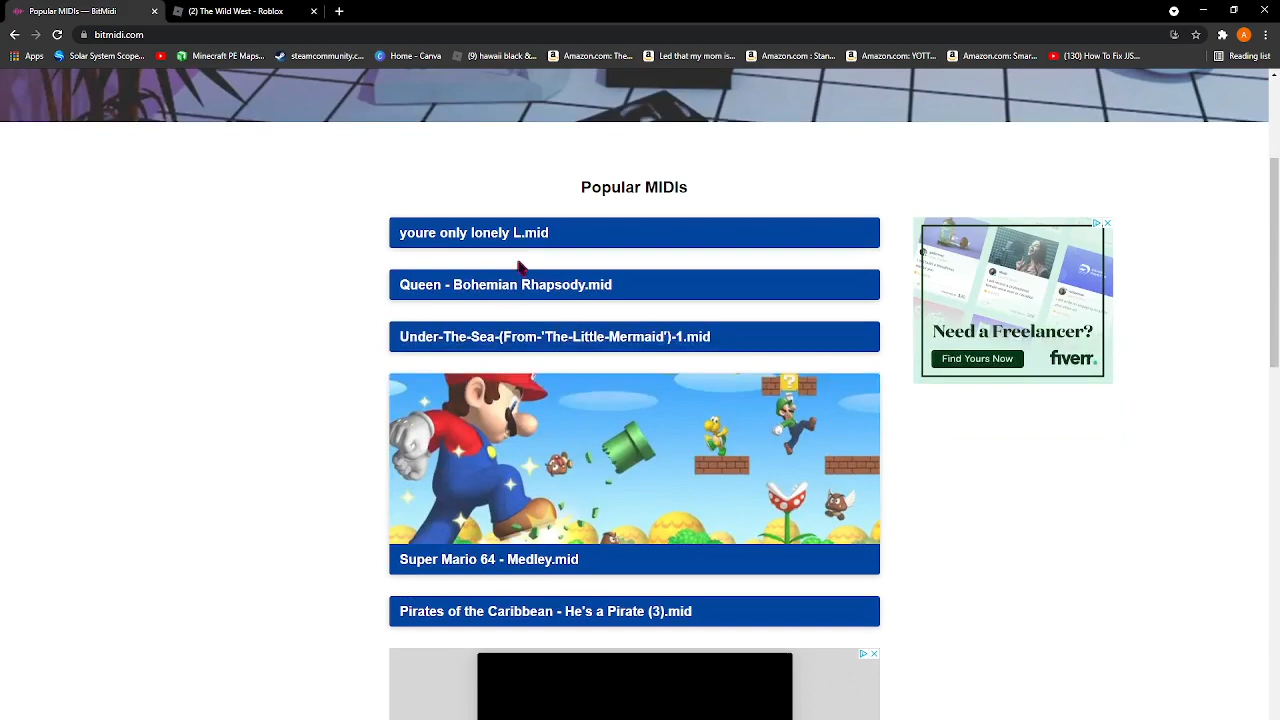 Popular MIDIs — BitMidi
(2) The Wild West - Roblox
bitmidi.com
A
Apps
Solar System Scope...
Minecraft PE Maps...
steamcommunity.c...
Home - Canva
(9) hawaii black &...
Amazon.com: The...
Led that my mom is...
Amazon.com : Stan...
Amazon.com: YOTT...
Amazon.com: Smar...
(130) How To Fix JJS...
Reading list
Popular MIDIs
youre only lonely L.mid
Queen - Bohemian Rhapsody.mid
Under-The-Sea-(From-'The-Little-Mermaid')-1.mid
Super Mario 64 - Medley.mid
Pirates of the Caribbean - He's a Pirate (3).mid
Need a Freelancer?
Find Yours Now
fiverr.